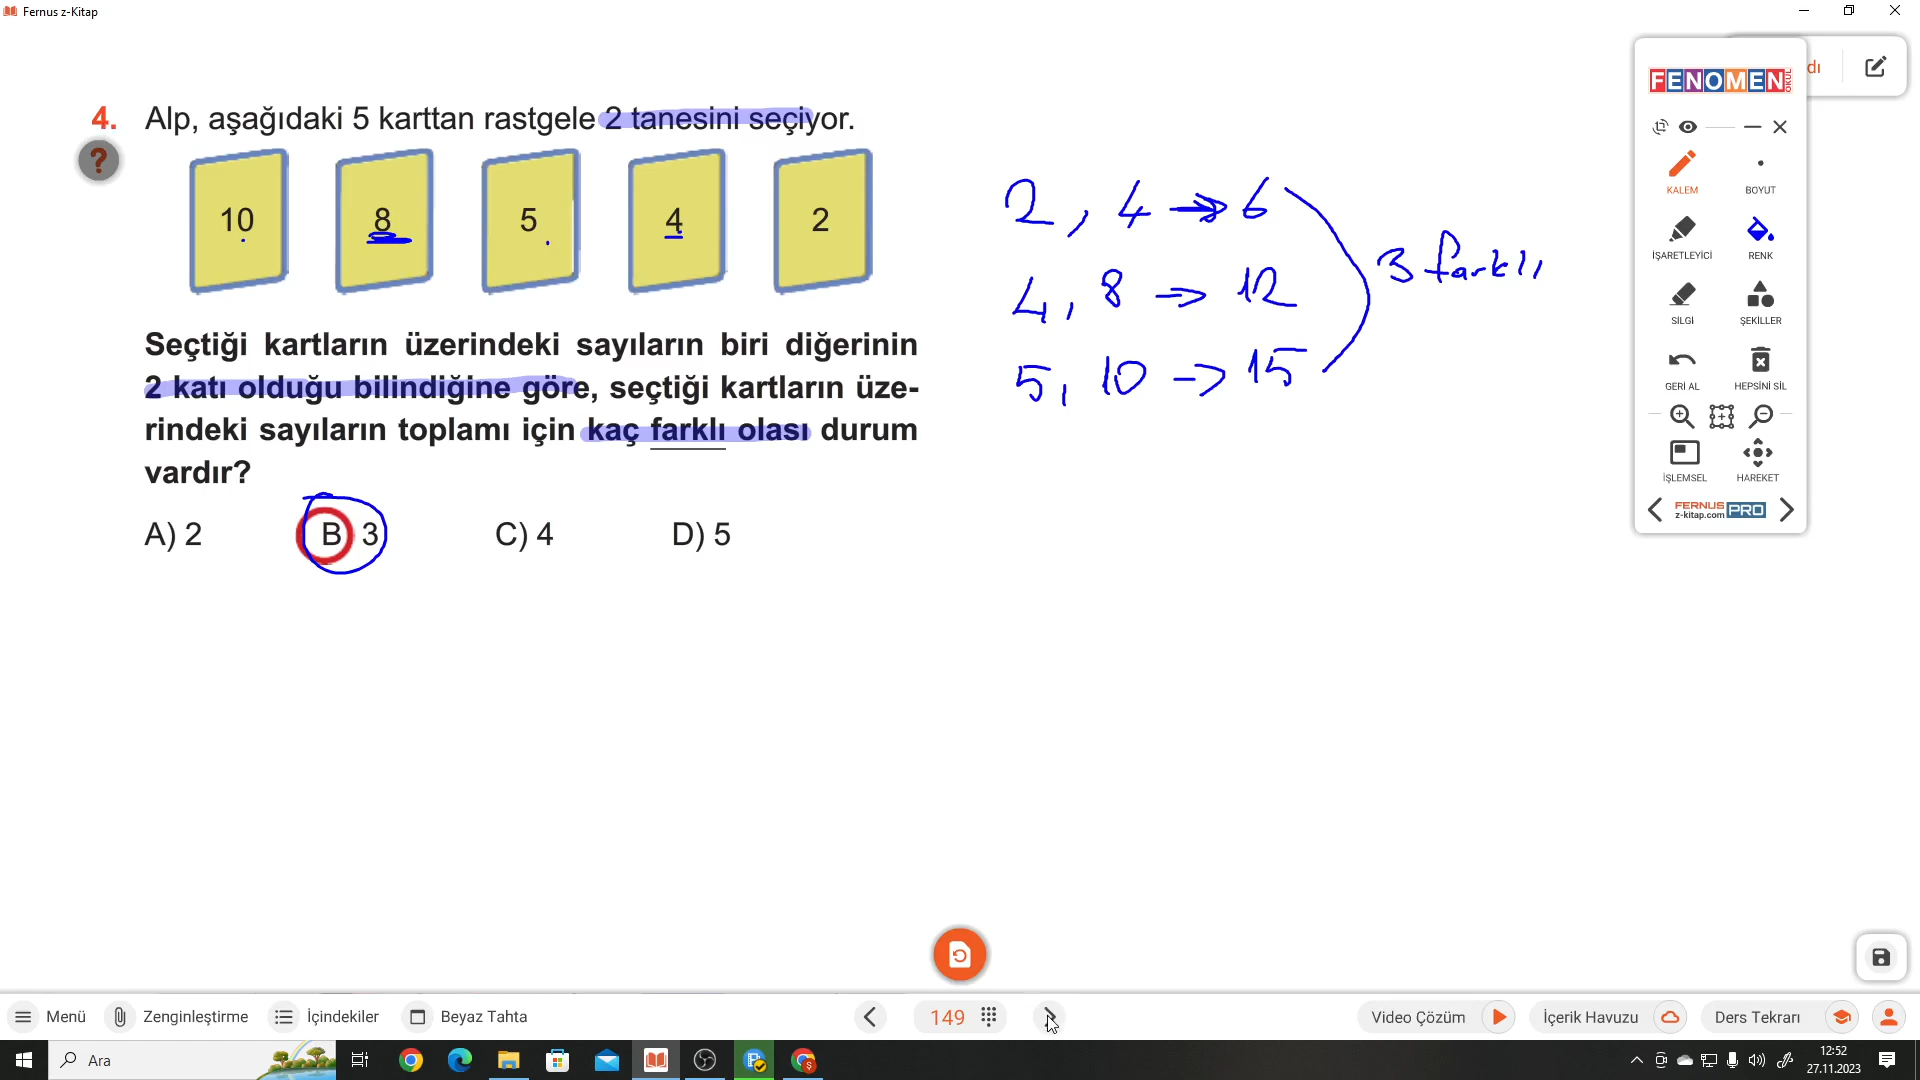 Fernus z-Kitap
4. Alp, aşağıdaki 5 karttan rastgele 2 tanesini seçiyor.
?
10 8 5 4 2
Seçtiği kartların üzerindeki sayıların biri diğerinin
2 katı olduğu bilindiğine göre, seçtiği kartların üze-
rindeki sayıların toplamı için kaç farklı olası durum
vardır?
A) 2 B 3 C) 4 D) 5
2, 4 → 6
4, 8 → 12
5, 10 → 15
3 farklı
dı
FENOMEN OKUL
KALEM BOYUT
İŞARETLEYİCİ RENK
SİLGİ ŞEKİLLER
GERİ AL HEPSİNİ SİL
İŞLEMSEL HAREKET
FERNUS
z-kitap.com PRO
Menü Zenginleştirme İçindekiler Beyaz Tahta 149 Video Çözüm İçerik Havuzu Ders Tekrarı
Ara
12:52
27.11.2023